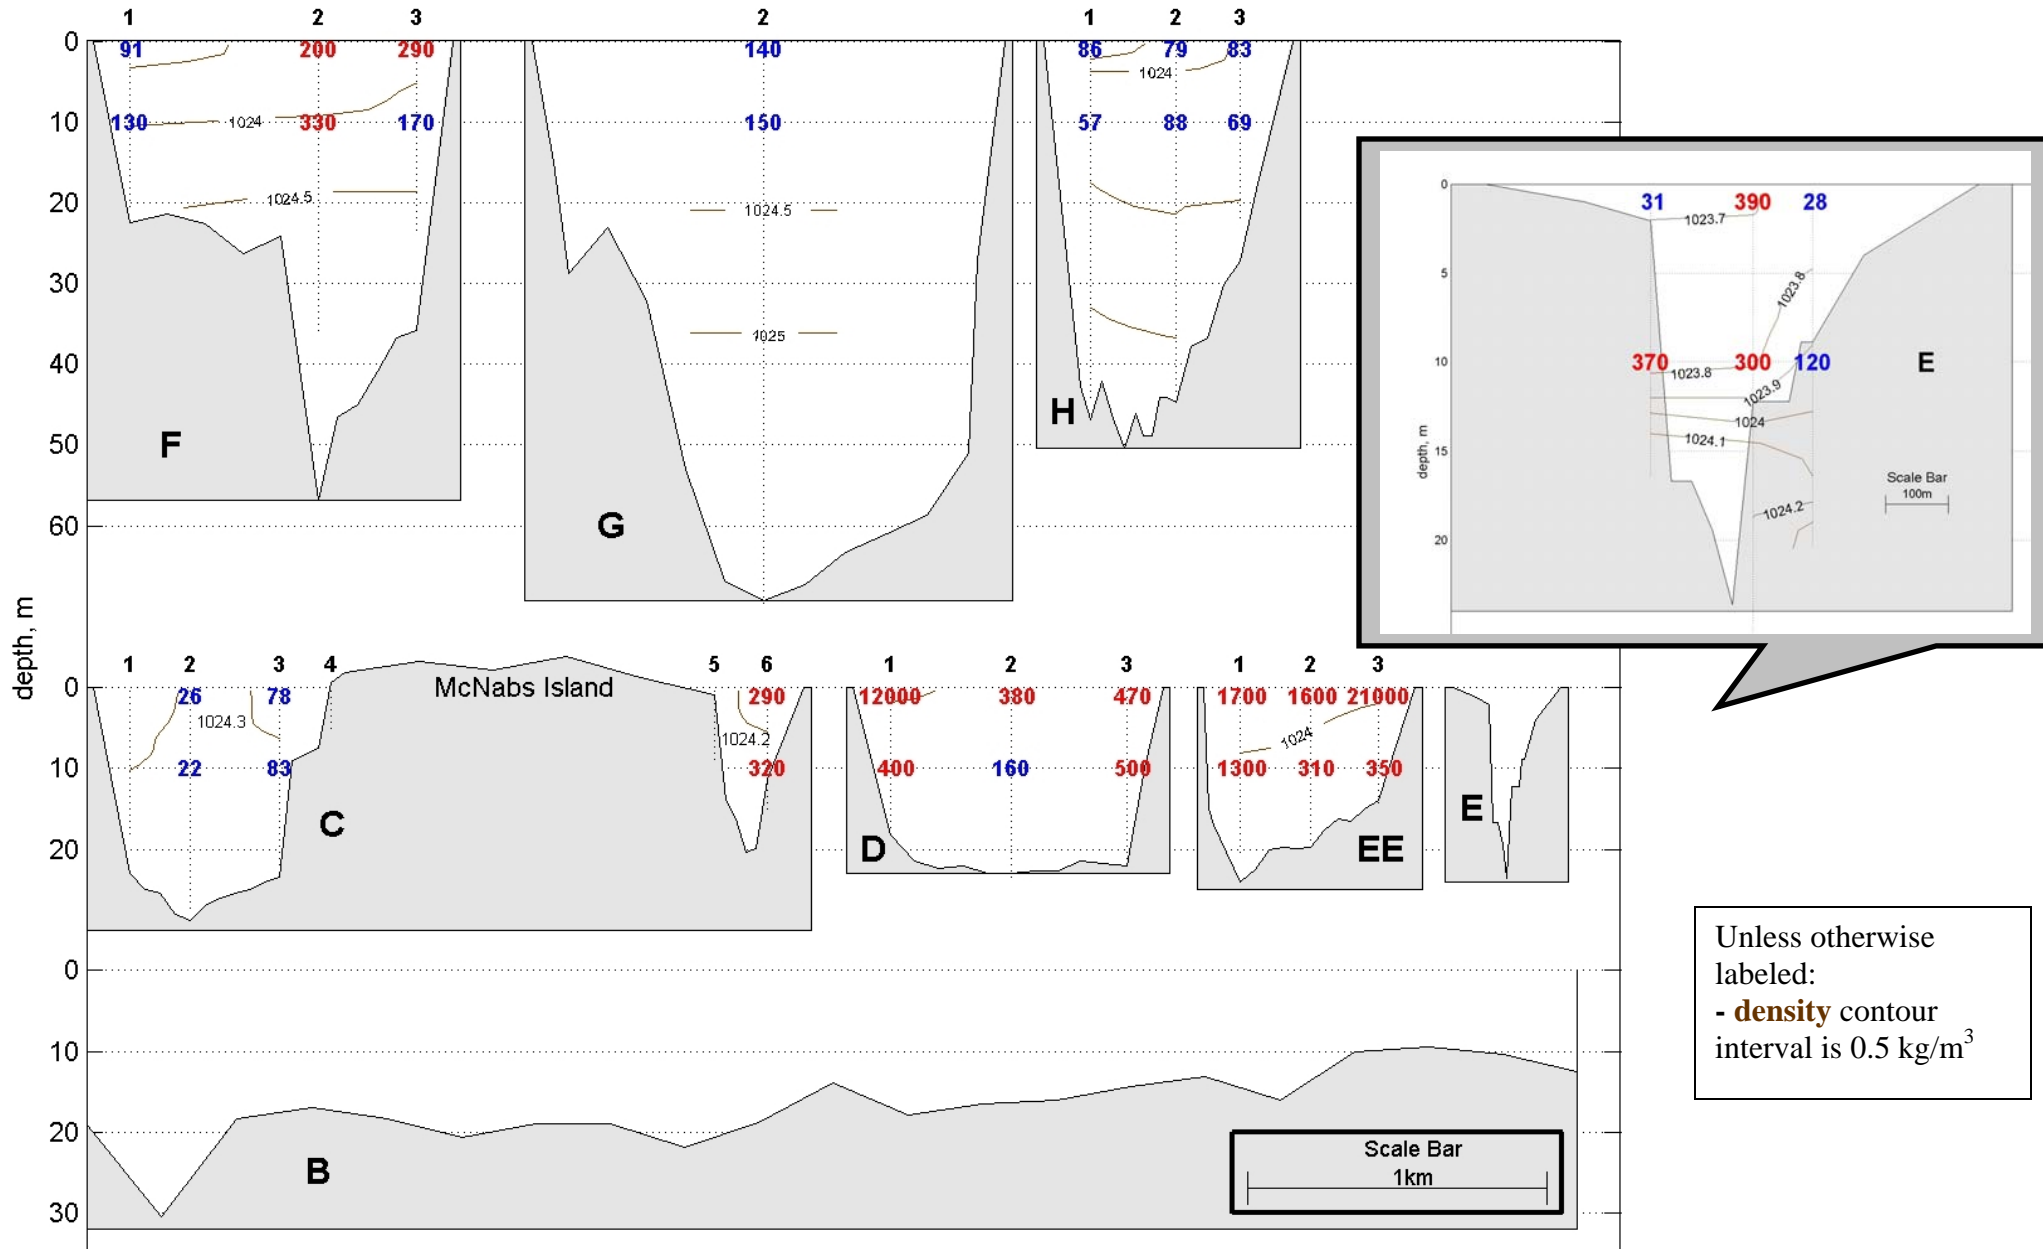 1 2 3 2 1 2 3
0 91 200 290 140 86 79 83
1024
10 130 1024 330 170 150 57 88 69
20 1024.5 1024.5
30
1025
40
H
50 F
60 G
0 31 390 28
1023.7
5 1023.8
10 370 1023.8 300 120 E
1023.9
1024
15 1024.1
Scale Bar
100m
1024.2
20
depth, m
depth, m
1 2 3 4 5 6 1 2 3 1 2 3
McNabs Island
0 26 78 290 12000 380 470 1700 1600 21000
1024.3 1024.2 1024
10 22 83 320 400 160 500 1300 310 350
C E
20 D EE
Unless otherwise
labeled:
- density contour
interval is 0.5 kg/m³
0
10
20
B
30
Scale Bar
1km